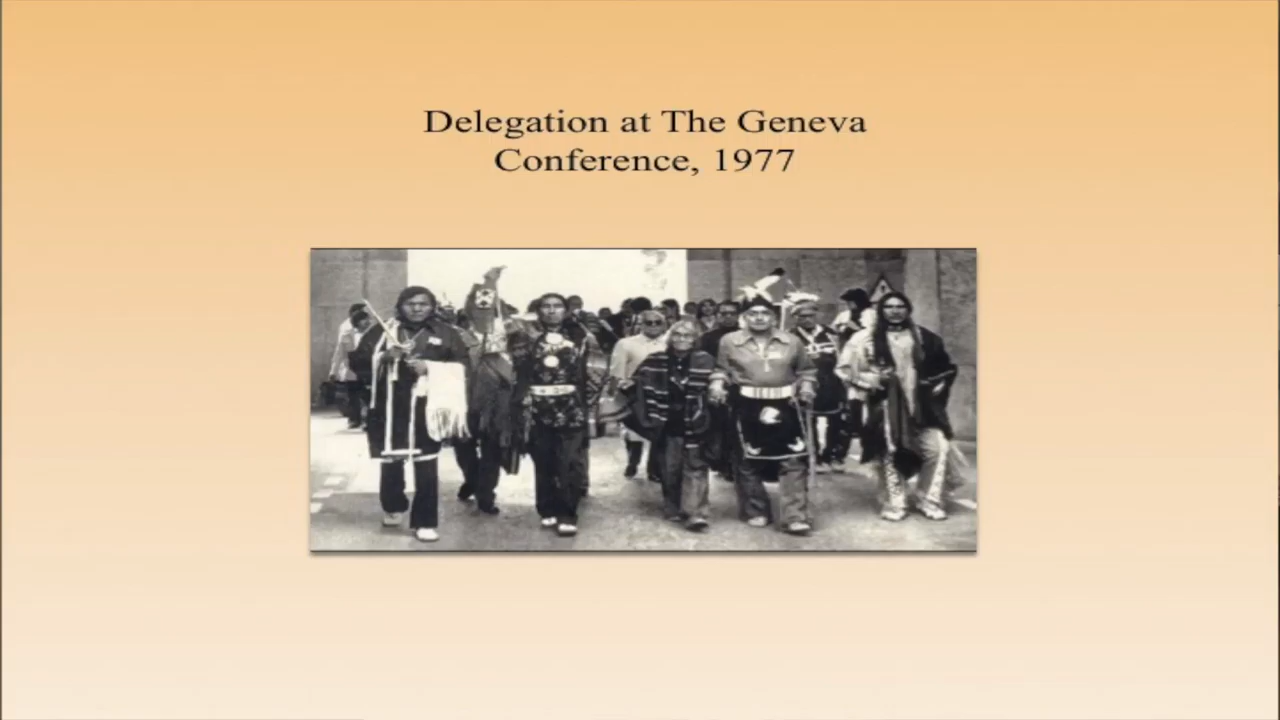 Delegation at The Geneva
Conference, 1977